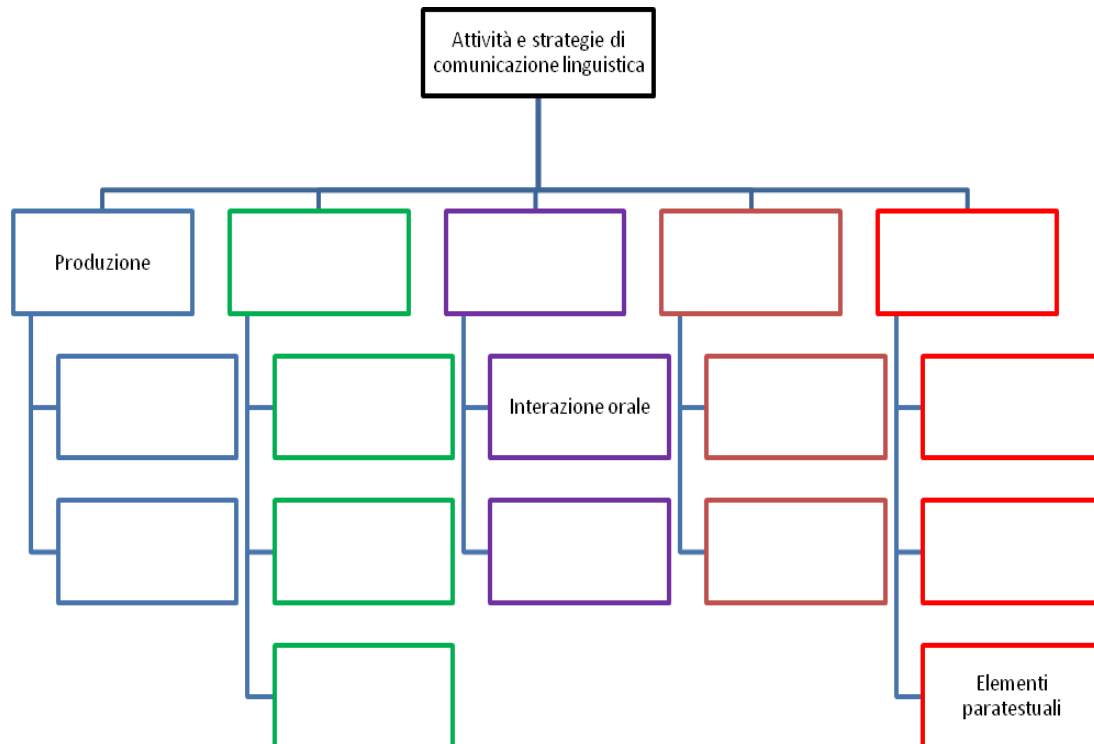 Attività e strategie di
comunicazione linguistica
Produzione
Interazione orale
Elementi
paratestuali